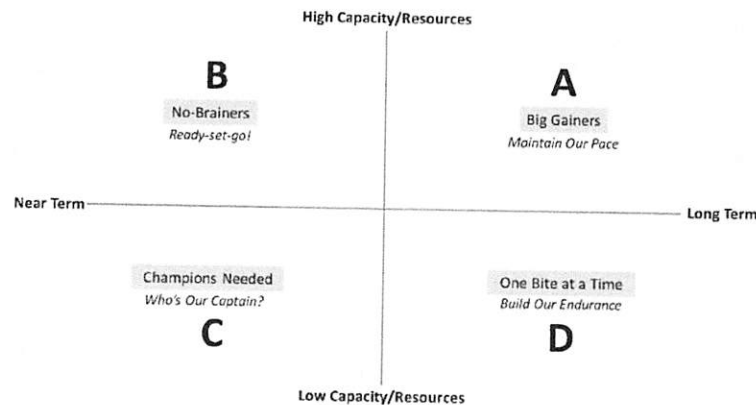 High Capacity/Resources
B
A
No-Brainers
Big Gainers
Ready-set-go!
Maintain Our Pace
Near Term
Long Term
Champions Needed
One Bite at a Time
Who's Our Captain?
Build Our Endurance
C
D
Low Capacity/Resources